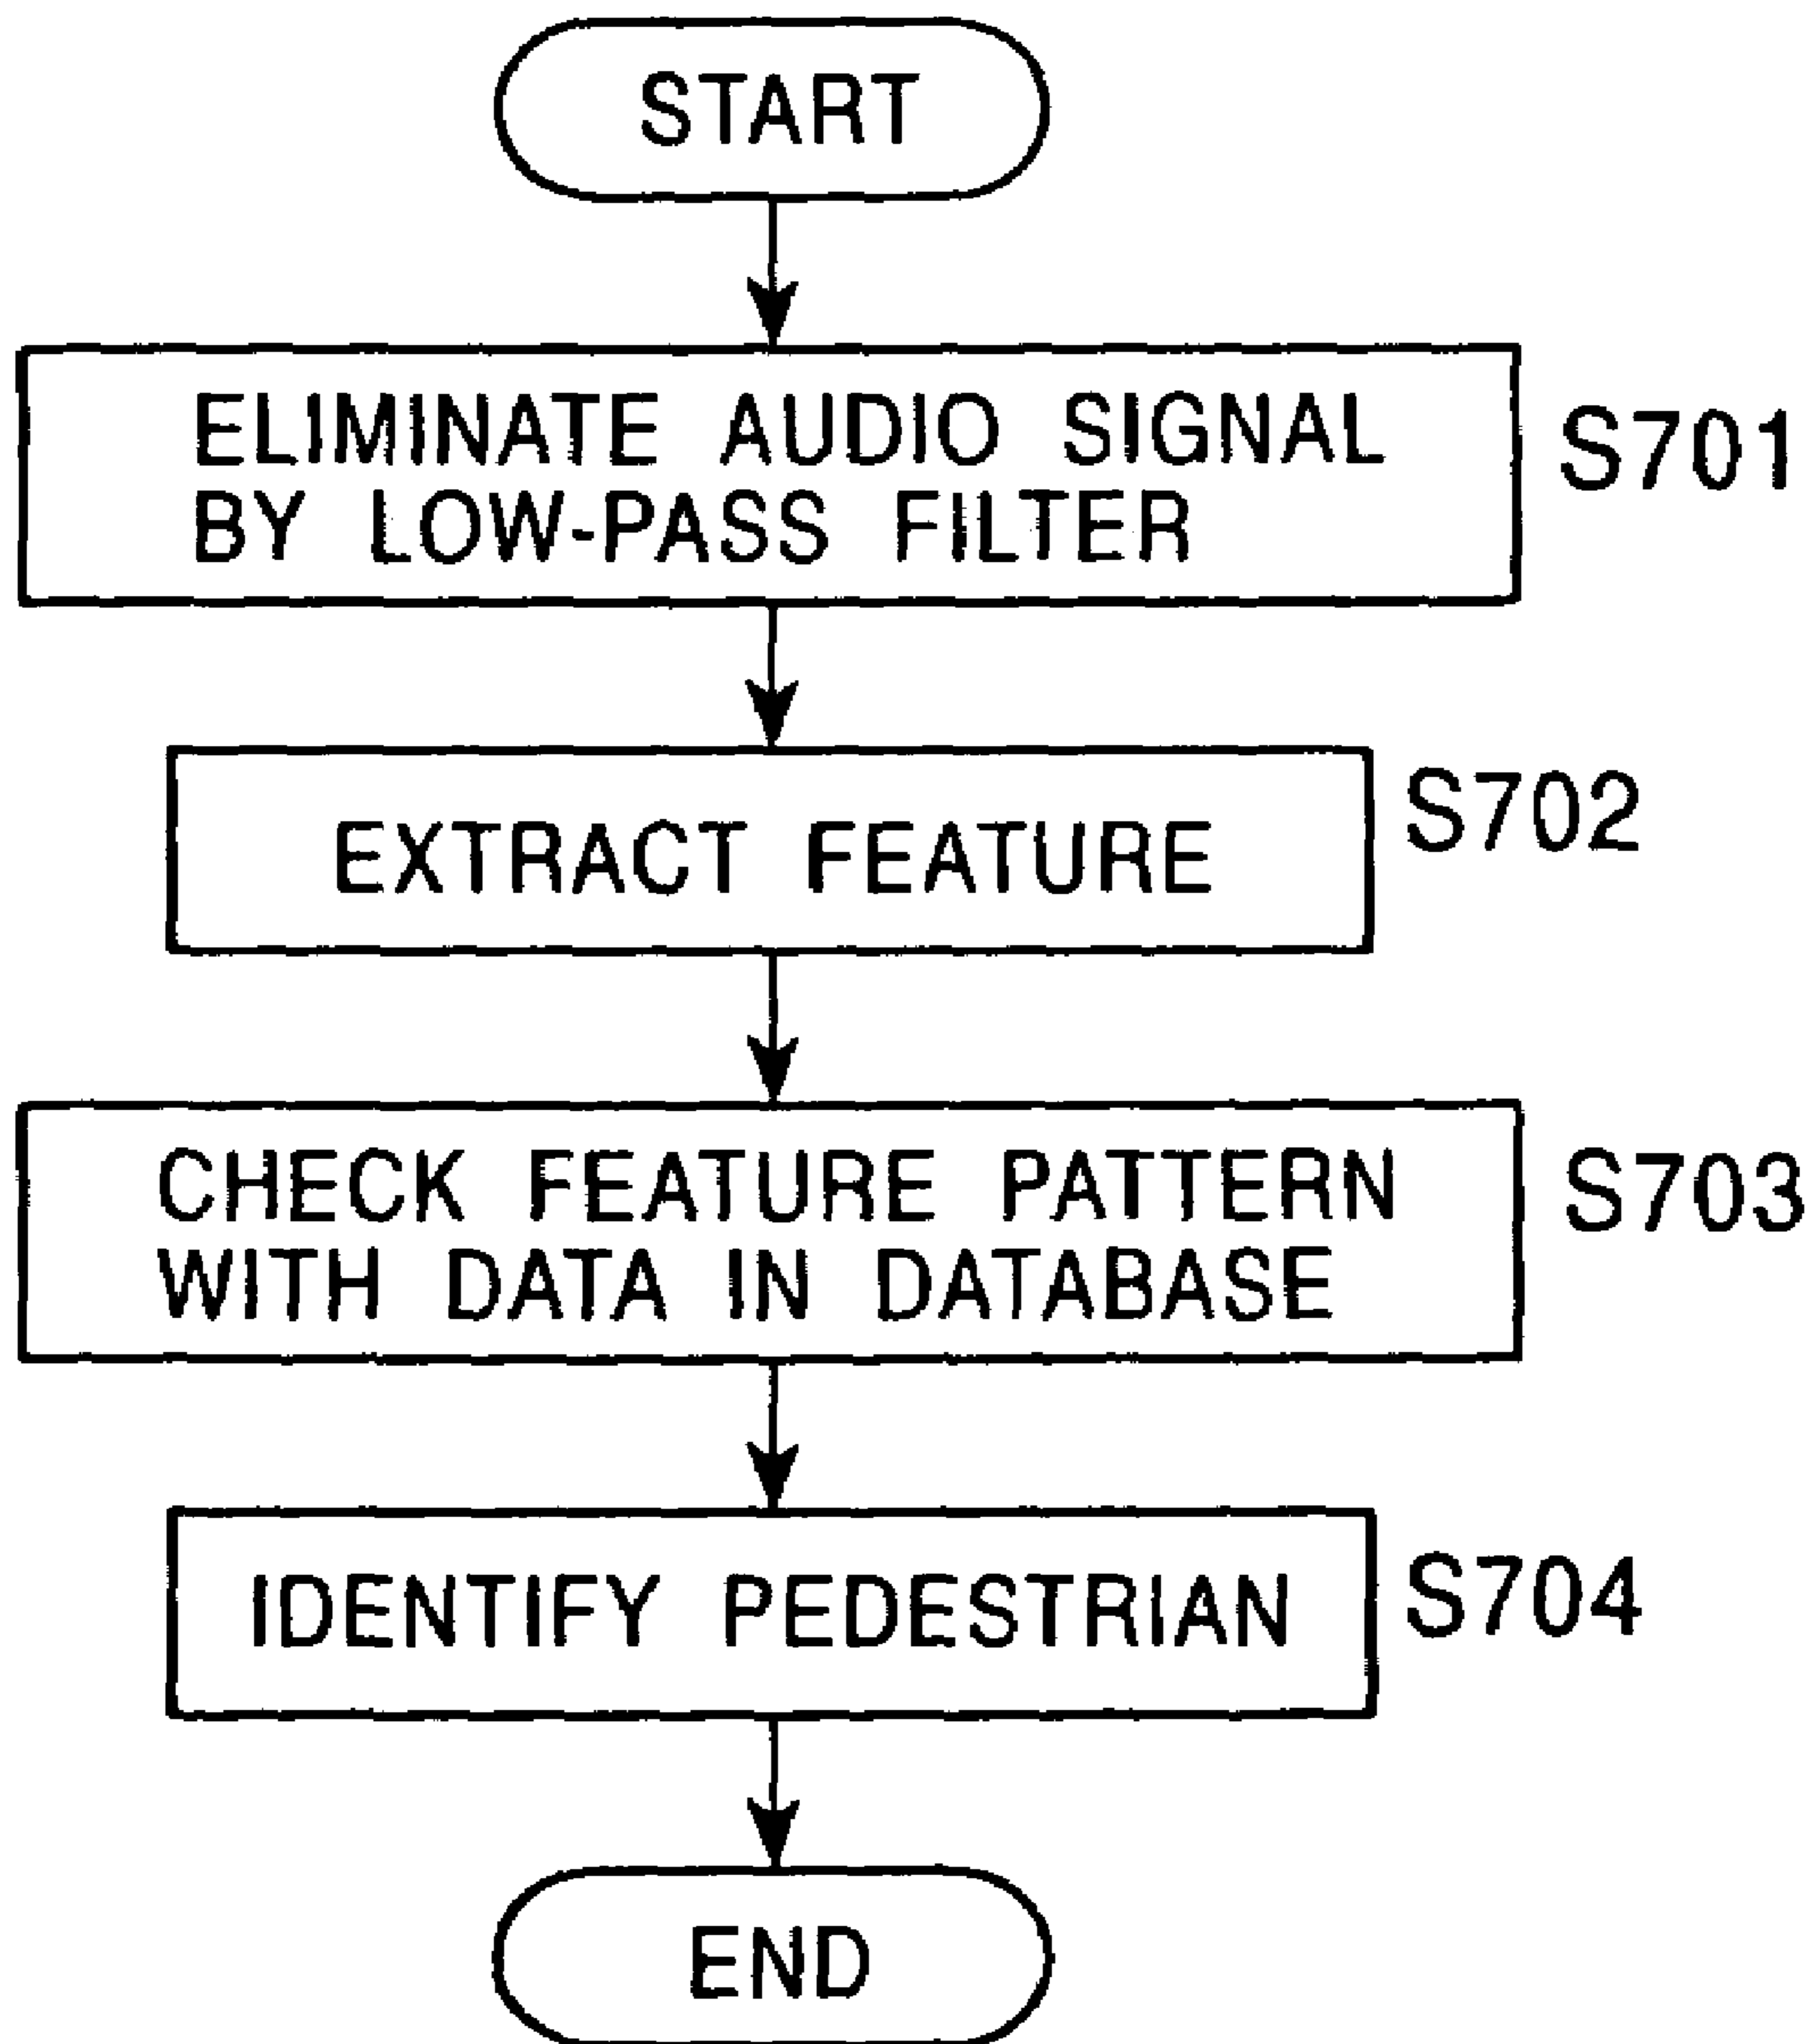 START
ELIMINATE AUDIO SIGNAL
BY LOW-PASS FILTER
S701
EXTRACT FEATURE
S702
CHECK FEATURE PATTERN
WITH DATA IN DATABASE
S703
IDENTIFY PEDESTRIAN
S704
END